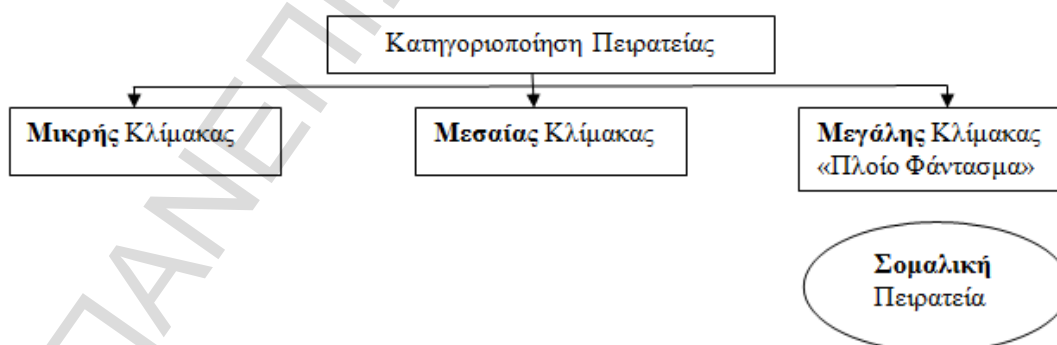 Κατηγοριοποίηση Πειρατείας
Μικρής Κλίμακας
Μεσαίας Κλίμακας
Μεγάλης Κλίμακας
«Πλοίο Φάντασμα»
Σομαλική
Πειρατεία